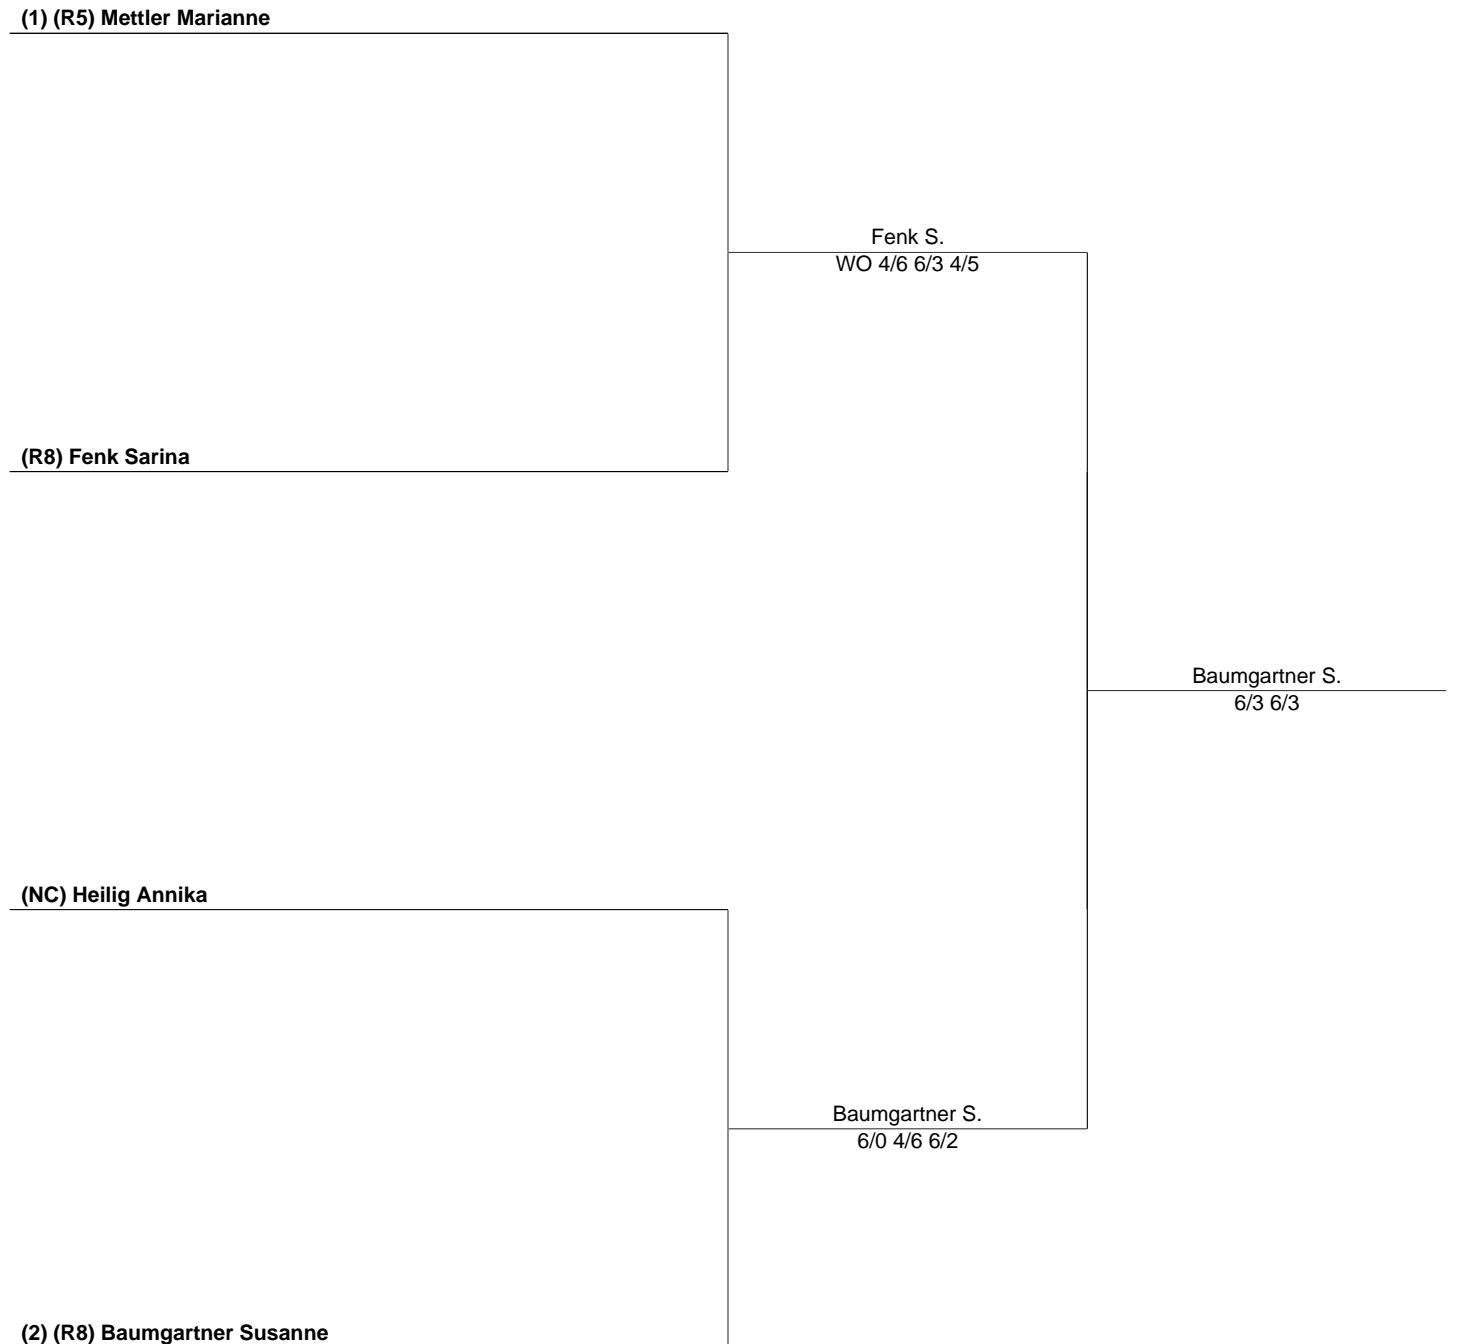 (1) (R5) Mettler Marianne
Fenk S.
WO 4/6 6/3 4/5
(R8) Fenk Sarina
Baumgartner S.
6/3 6/3
(NC) Heilig Annika
Baumgartner S.
6/0 4/6 6/2
(2) (R8) Baumgartner Susanne